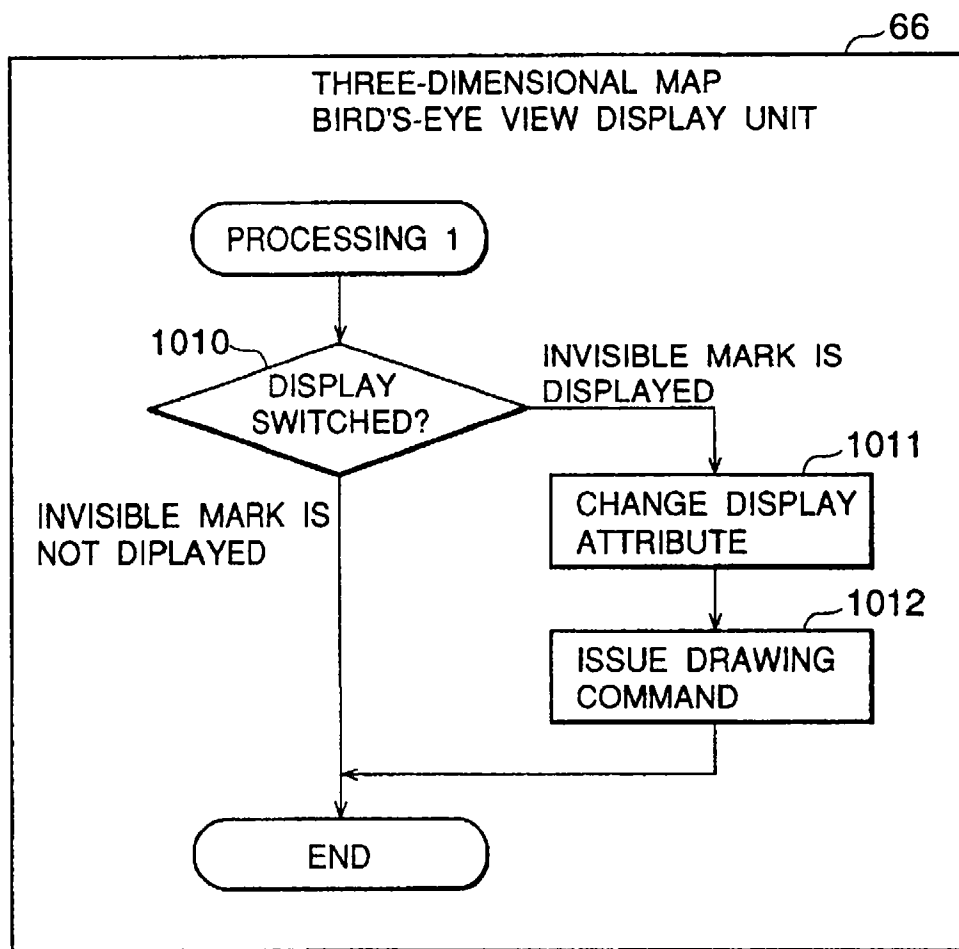 66
THREE-DIMENSIONAL MAP
BIRD'S-EYE VIEW DISPLAY UNIT
PROCESSING 1
1010
DISPLAY
SWITCHED?
INVISIBLE MARK IS
DISPLAYED
1011
CHANGE DISPLAY
ATTRIBUTE
INVISIBLE MARK IS
NOT DIPLAYED
1012
ISSUE DRAWING
COMMAND
END